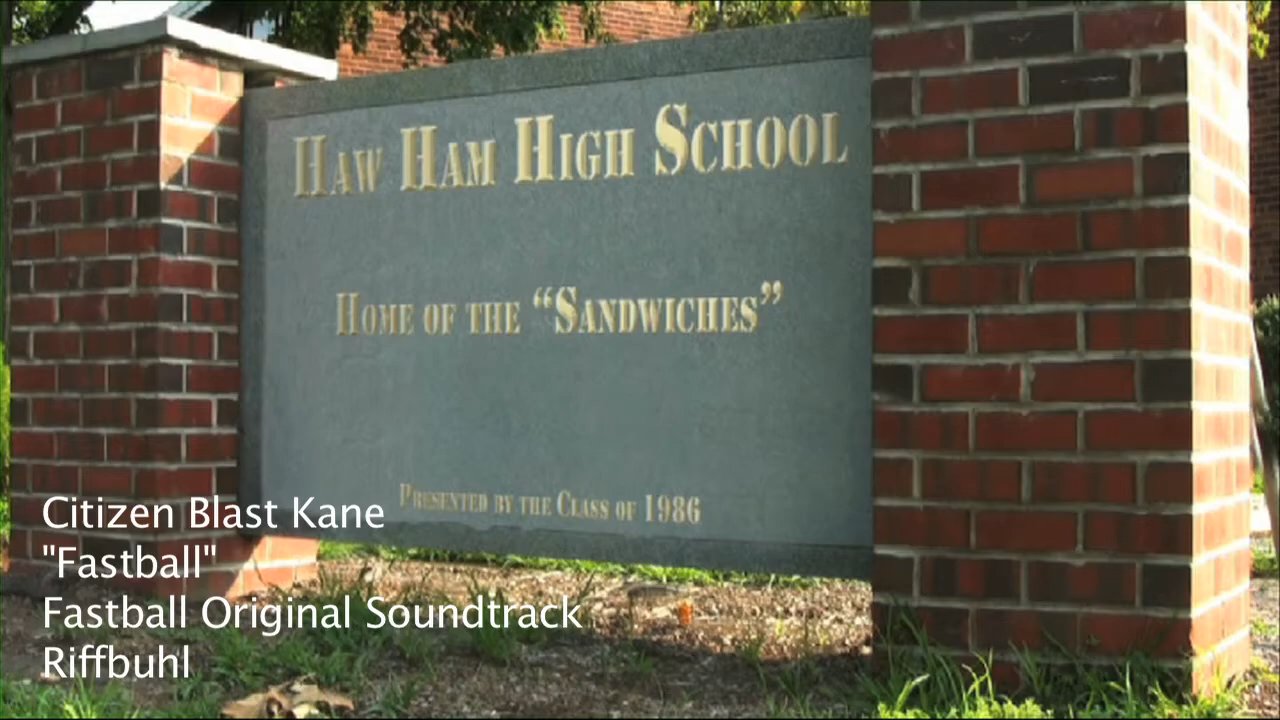 HAW HAM HIGH SCHOOL
HOME OF THE “SANDWICHES”
PRESENTED BY THE CLASS OF 1986
Citizen Blast Kane
"Fastball"
Fastball Original Soundtrack
Riffbuhl